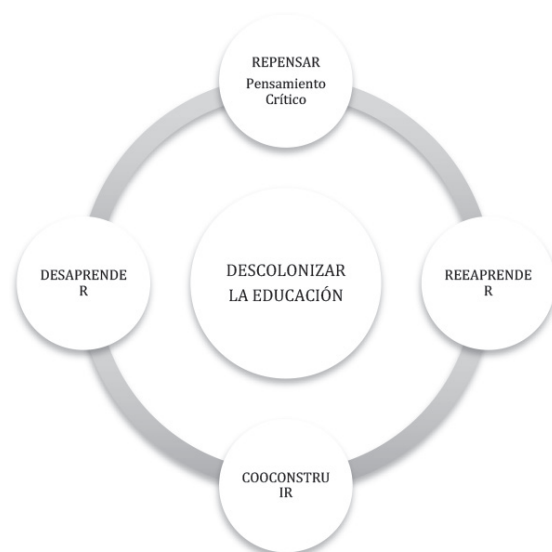 REPENSAR
Pensamiento
Crítico
DESAPRENDE
R
DESCOLONIZAR
LA EDUCACIÓN
REEAPRENDE
R
COOCONSTRU
IR